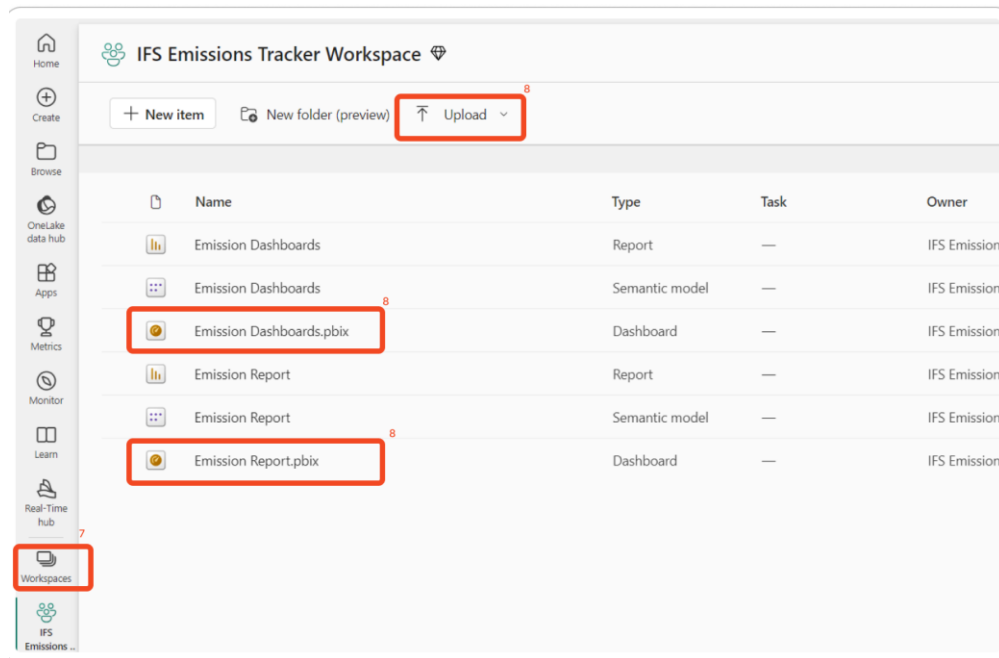 IFS Emissions Tracker Workspace
Home
Create
Browse
OneLake
data hub
Apps
Metrics
Monitor
Learn
Real-Time
hub
7
Workspaces
IFS
Emissions ..
8
New item
New folder (preview)
Upload
Name Type Task Owner
Emission Dashboards Report — IFS Emission
Emission Dashboards Semantic model — IFS Emission
8
Emission Dashboards.pbix Dashboard — IFS Emission
Emission Report Report — IFS Emission
Emission Report Semantic model — IFS Emission
8
Emission Report.pbix Dashboard — IFS Emission